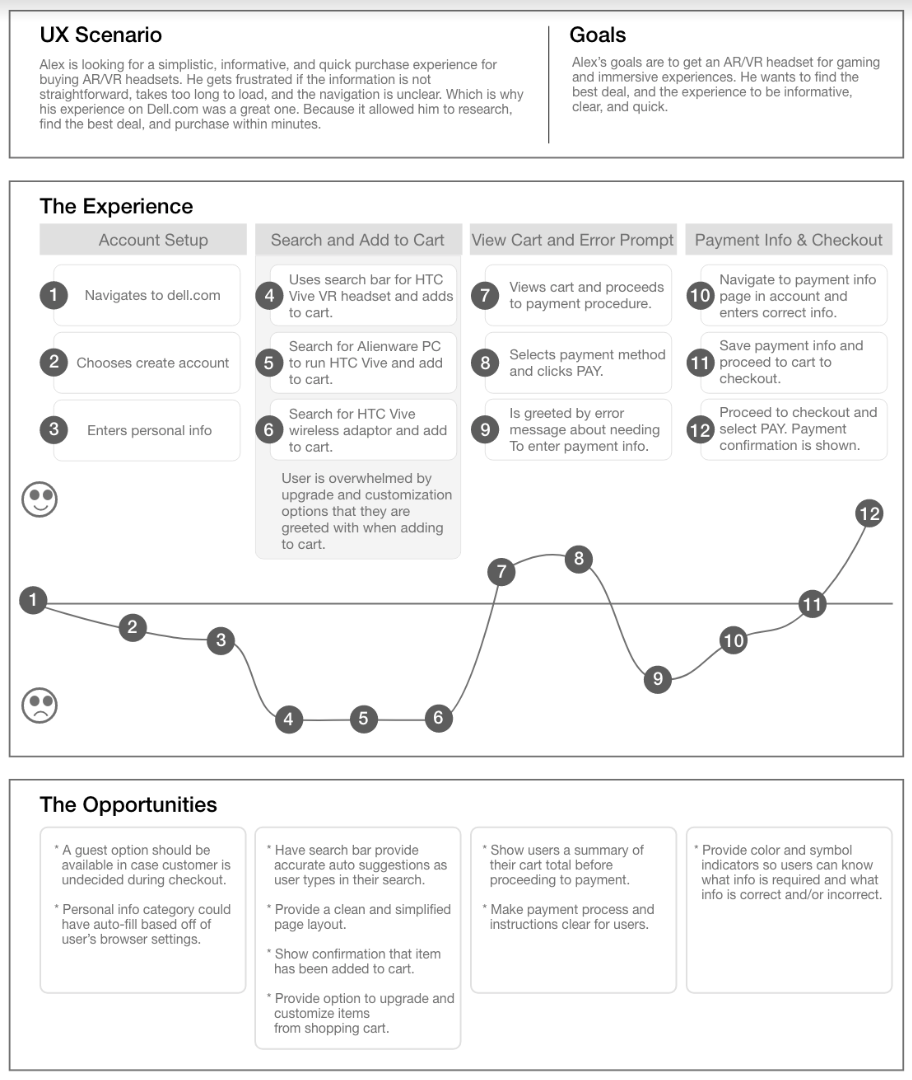 UX Scenario
Alex is looking for a simplistic, informative, and quick purchase experience for
buying AR/VR headsets. He gets frustrated if the information is not
straightforward, takes too long to load, and the navigation is unclear. Which is why
his experience on Dell.com was a great one. Because it allowed him to research,
find the best deal, and purchase within minutes.
Goals
Alex's goals are to get an AR/VR headset for gaming
and immersive experiences. He wants to find the
best deal, and the experience to be informative,
clear, and quick.
The Experience
Account Setup
1
Navigates to dell.com
2
Chooses create account
3
Enters personal info
Search and Add to Cart
4
Uses search bar for HTC
Vive VR headset and adds
to cart.
5
Search for Alienware PC
to run HTC Vive and add
to cart.
6
Search for HTC Vive
wireless adaptor and add
to cart.
User is overwhelmed by
upgrade and customization
options that they are
greeted with when adding
to cart.
View Cart and Error Prompt
7
Views cart and proceeds
to payment procedure.
8
Selects payment method
and clicks PAY.
9
Is greeted by error
message about needing
To enter payment info.
Payment Info & Checkout
10
Navigate to payment info
page in account and
enters correct info.
11
Save payment info and
proceed to cart to
checkout.
12
Proceed to checkout and
select PAY. Payment
confirmation is shown.
1
2
3
4
5
6
7
8
9
10
11
12
The Opportunities
* A guest option should be
available in case customer is
undecided during checkout.
* Personal info category could
have auto-fill based off of
user's browser settings.
* Have search bar provide
accurate auto suggestions as
user types in their search.
* Provide a clean and simplified
page layout.
* Show confirmation that item
has been added to cart.
* Provide option to upgrade and
customize items
from shopping cart.
* Show users a summary of
their cart total before
proceeding to payment.
* Make payment process and
instructions clear for users.
* Provide color and symbol
indicators so users can know
what info is required and what
info is correct and/or incorrect.